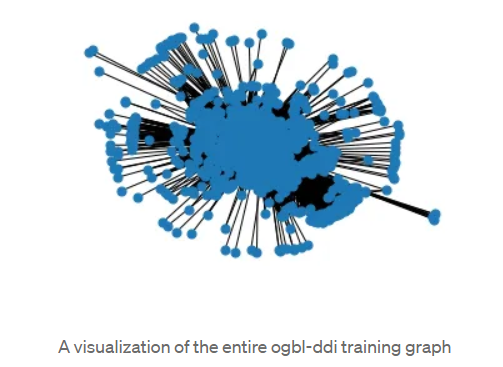 A visualization of the entire ogbl-ddi training graph